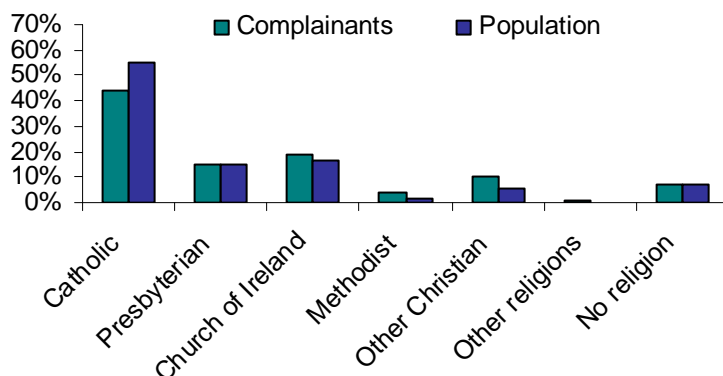 70%
60%
50%
40%
30%
20%
10%
0%
Complainants
Population
Catholic
Presbyterian
Church of Ireland
Methodist
Other Christian
Other religions
No religion